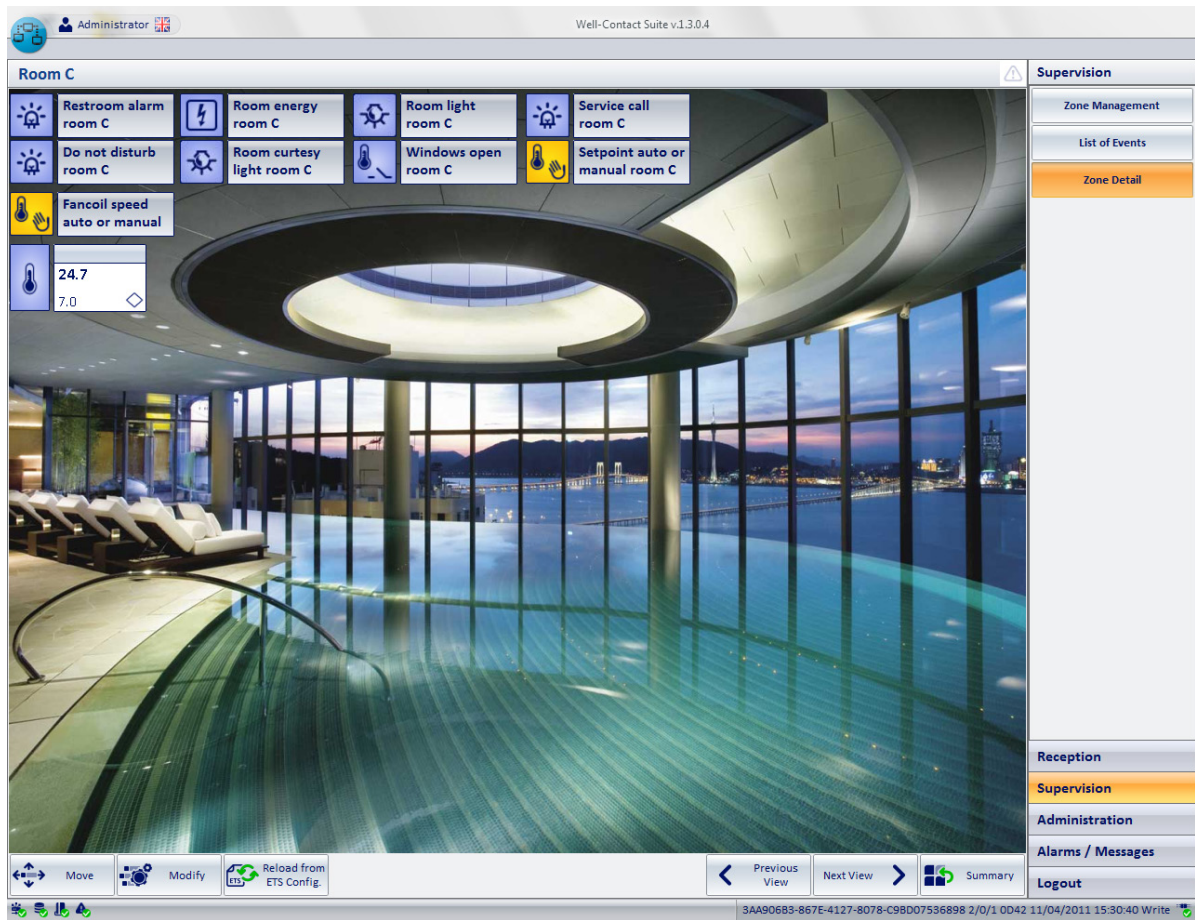 Administrator
Well-Contact Suite v.1.3.0.4
Room C
Supervision
Restroom alarm
room C
Room energy
room C
Room light
room C
Service call
room C
Do not disturb
room C
Room curtesy
light room C
Windows open
room C
Setpoint auto or
manual room C
Fancoil speed
auto or manual
24.7
7.0
Zone Management
List of Events
Zone Detail
Reception
Supervision
Administration
Alarms / Messages
Logout
Move
Modify
ETS
Reload from
ETS Config.
Previous
View
Next View
Summary
3AA906B3-867E-4127-8078-C9BD07536898 2/0/1 0D42 11/04/2011 15:30:40 Write